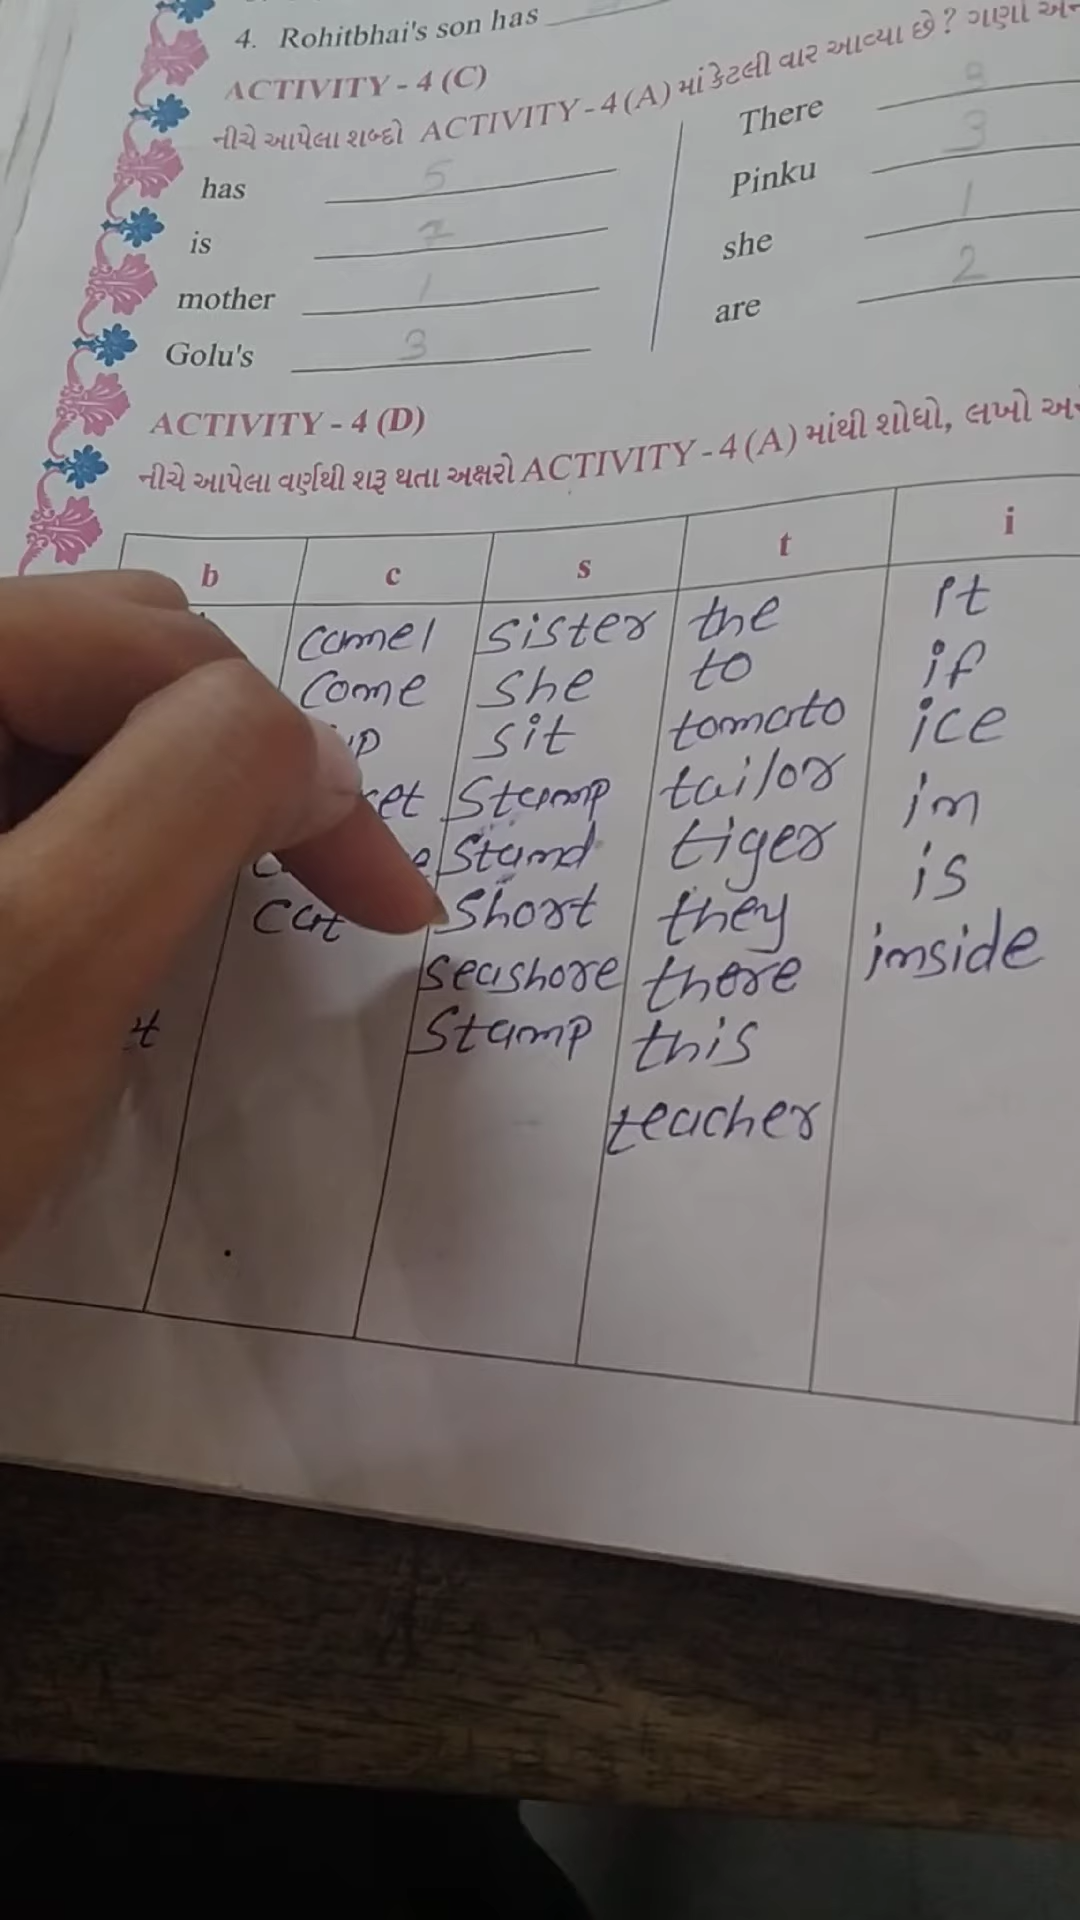 4. Rohitbhai's son has
ACTIVITY - 4 (C)
નીચે આપેલા શબ્દો ACTIVITY - 4 (A) માં કેટલી વાર આવ્યા છે ? ગણો
has 5
is 7
mother 1
Golu's 3
There
Pinku 3
she 1
are 2
ACTIVITY - 4 (D)
નીચે આપેલા વર્ણથી શરૂ થતા અક્ષરો ACTIVITY - 4 (A) માંથી શોધો, લખો
b c s t i
camel sister the it
come she to if
sit tomato ice
stamp tailor in
stand tiger is
cat short they inside
seashore there
stamp this
teacher